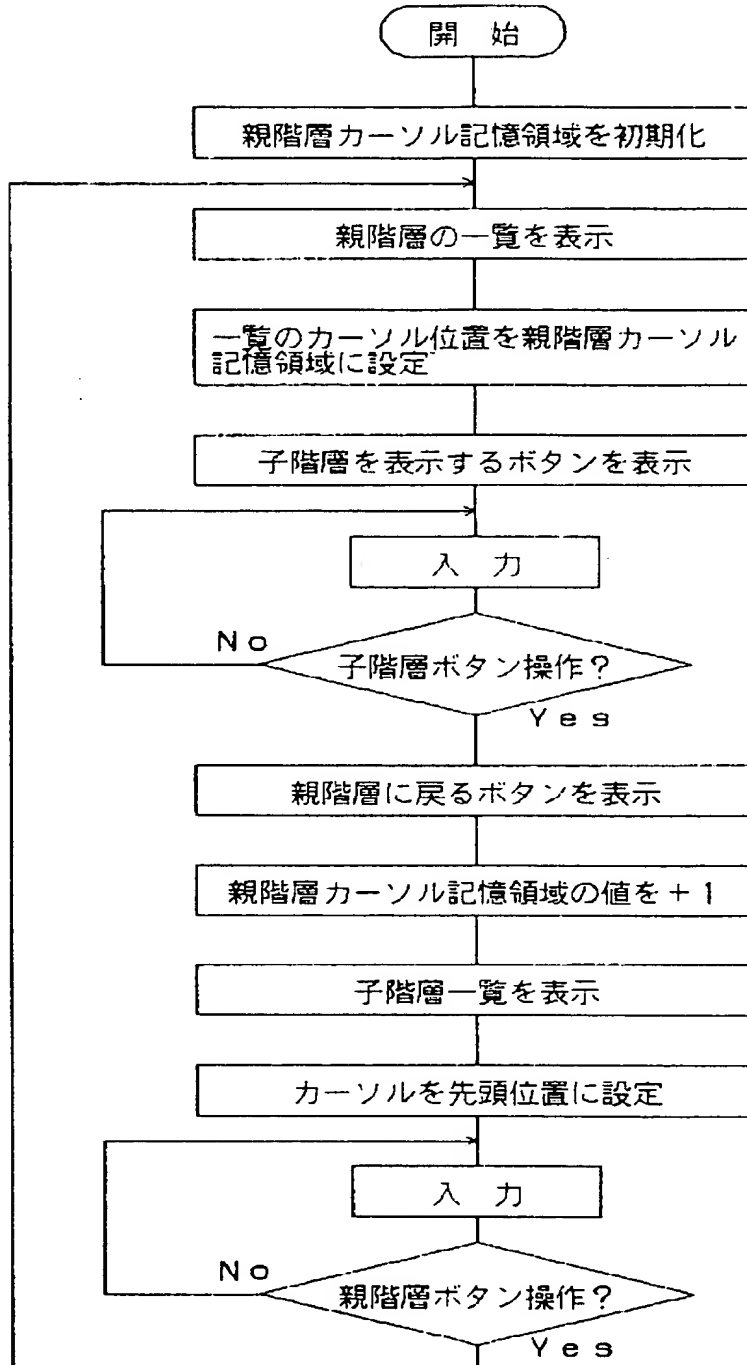 開 始
親階層カーソル記憶領域を初期化
親階層の一覧を表示
一覧のカーソル位置を親階層カーソル
記憶領域に設定
子階層を表示するボタンを表示
入 力
No
子階層ボタン操作？
Yes
親階層に戻るボタンを表示
親階層カーソル記憶領域の値を＋１
子階層一覧を表示
カーソルを先頭位置に設定
入 力
No
親階層ボタン操作？
Yes